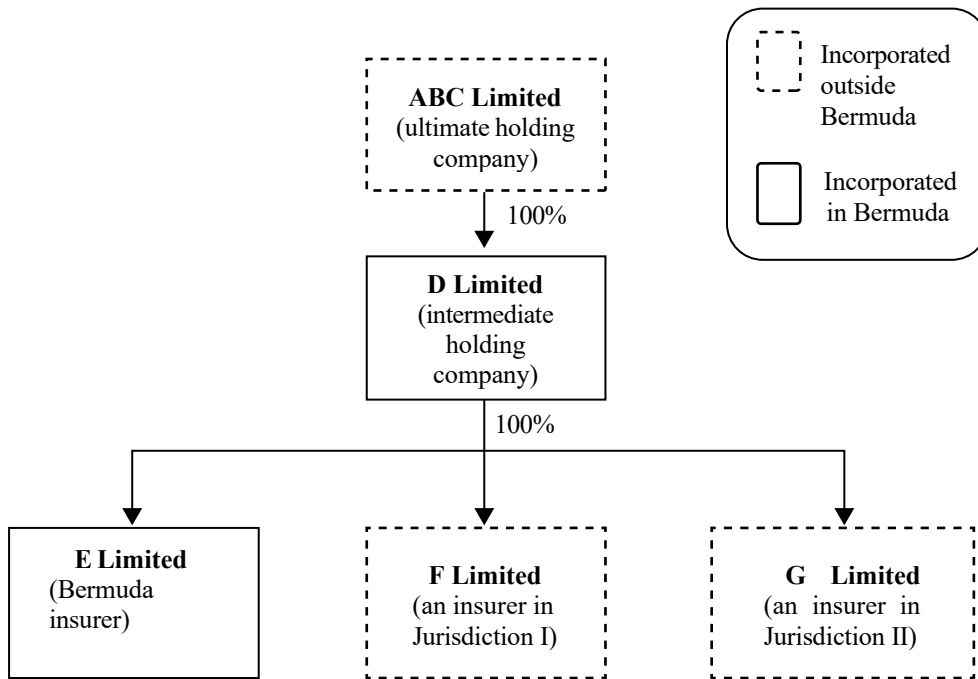 Incorporated
outside
Bermuda
Incorporated
in Bermuda
ABC Limited
(ultimate holding
company)
100%
D Limited
(intermediate
holding
company)
100%
E Limited
(Bermuda
insurer)
F Limited
(an insurer in
Jurisdiction I)
G Limited
(an insurer in
Jurisdiction II)